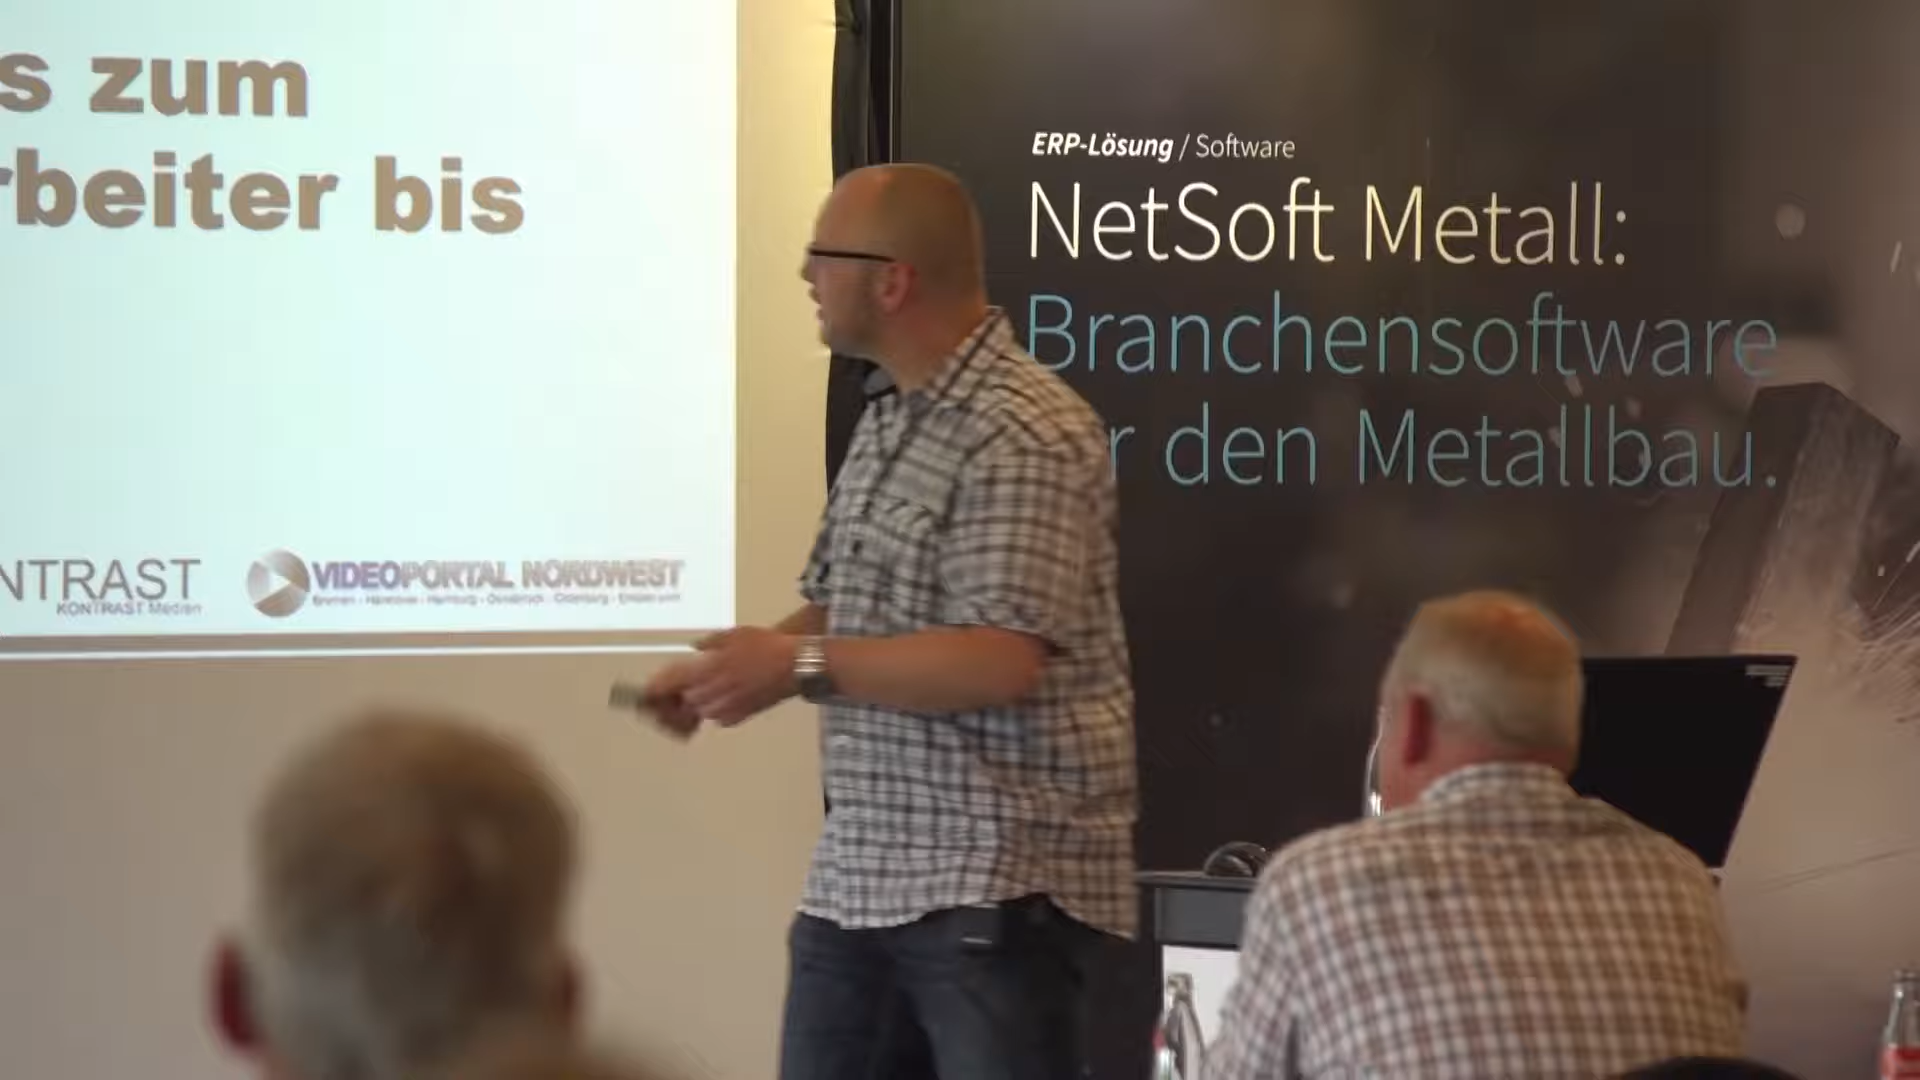 s zum
rbeiter bis
NTRAST
KONTRAST Medien
VIDEOPORTAL NORDWEST
ERP-Lösung / Software
NetSoft Metall:
Branchensoftware
r den Metallbau.